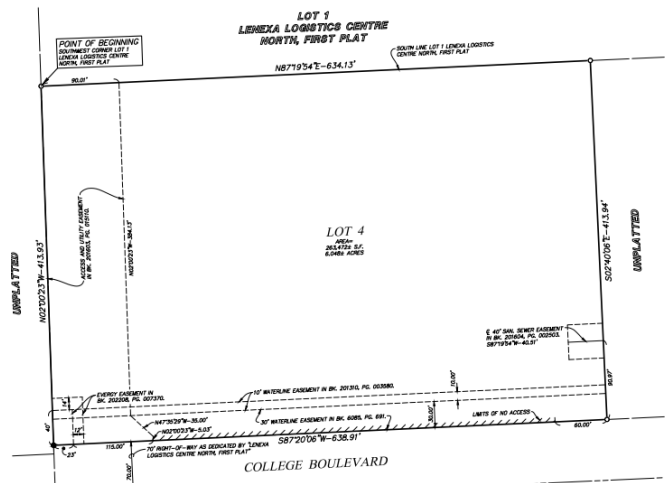 LOT 1
LENEXA LOGISTICS CENTRE
NORTH, FIRST PLAT
POINT OF BEGINNING
SOUTHWEST CORNER LOT 1
LENEXA LOGISTICS CENTRE
NORTH, FIRST PLAT
SOUTH LINE LOT 1 LENEXA LOGISTICS
CENTRE NORTH, FIRST PLAT
N87°19'54"E-634.13'
90.01'
UNPLATTED
N02°00'23"W-413.93'
ACCESS AND UTILITY EASEMENT
IN BK. 201603, PG.
N02°00'23"W-384.13'
LOT 4
AREA=
263,472± S.F.
6.048± ACRES
S02°40'06"E-413.94'
UNPLATTED
℄ 40' SAN. SEWER EASEMENT
IN BK. 201604, PG. 002503.
S87°19'54"W-40.51'
90.97'
EVERGY EASEMENT IN
BK. 202208, PG. 007370.
10' WATERLINE EASEMENT IN BK. 201310, PG. 003580.
10.00'
14'
12'
40'
23'
N47°35'29"W-35.00'
N02°00'23"W-5.03'
30' WATERLINE EASEMENT IN BK. 6085, PG. 691.
30.00'
LIMITS OF NO ACCESS
60.00'
115.00'
S87°20'06"W-638.91'
70' RIGHT-OF-WAY AS DEDICATED BY "LENEXA
LOGISTICS CENTRE NORTH, FIRST PLAT"
70.00'
COLLEGE BOULEVARD